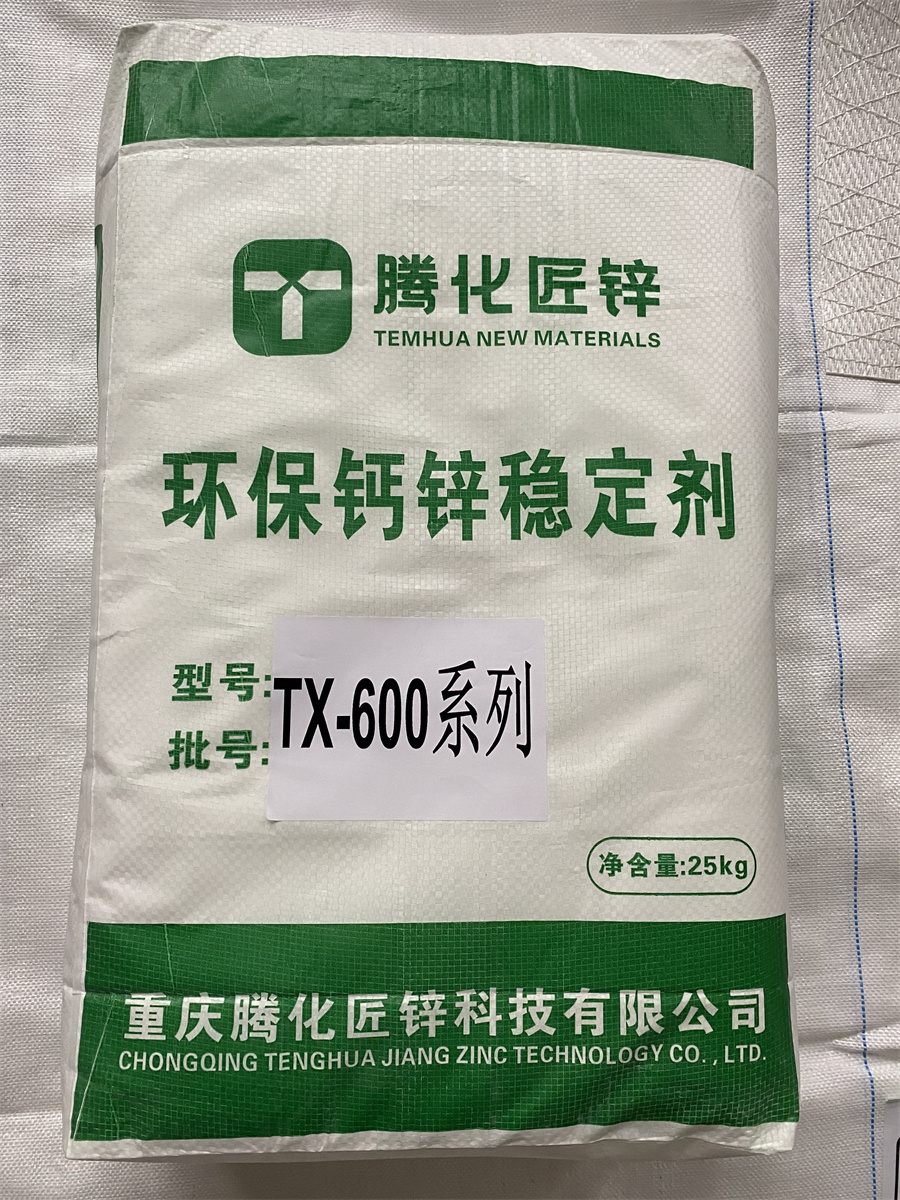 腾化匠锌
TEMHUA NEW MATERIALS
环保钙锌稳定剂
型号:
TX-600系列
批号:
净含量:25kg
重庆腾化匠锌科技有限公司
CHONGQING TENGHUA JIANG ZINC TECHNOLOGY CO. , LTD.